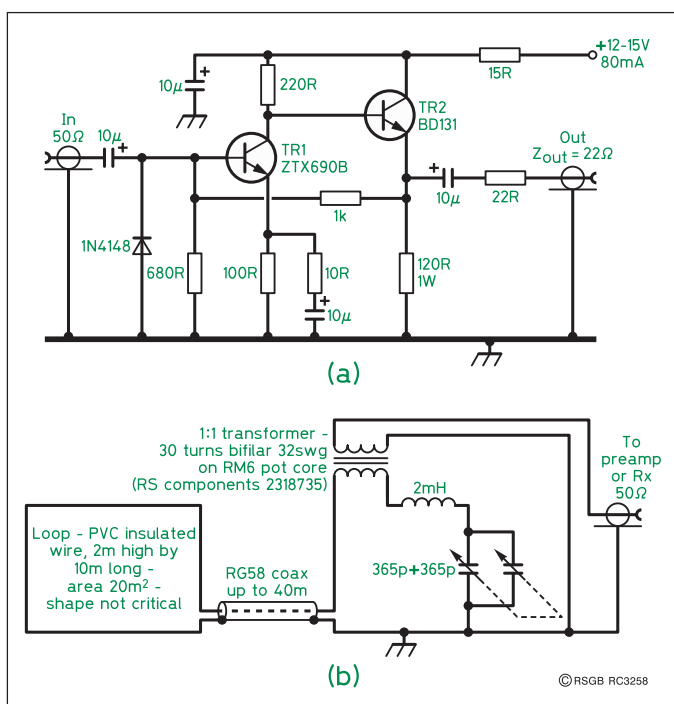 +12-15V
80mA
15R
10μ
+
220R
TR2
BD131
In
50Ω
10μ
+
TR1
ZTX690B
Out
Zout = 22Ω
+
10μ
22R
1k
1N4148
680R
100R
10R
120R
1W
+
10μ
(a)
1:1 transformer -
30 turns bifilar 32swg
on RM6 pot core
(RS components 2318735)
To
preamp
or Rx
50Ω
2mH
Loop - PVC insulated
wire, 2m high by
10m long -
area 20m² -
shape not critical
RG58 coax
up to 40m
365p+365p
(b)
©RSGB RC3258